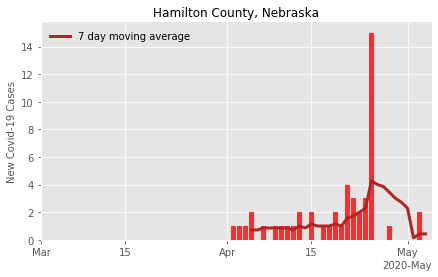 Hamilton County, Nebraska
7 day moving average
New Covid-19 Cases
14
12
10
8
6
4
2
0
Mar 15 Apr 15 May
2020-May